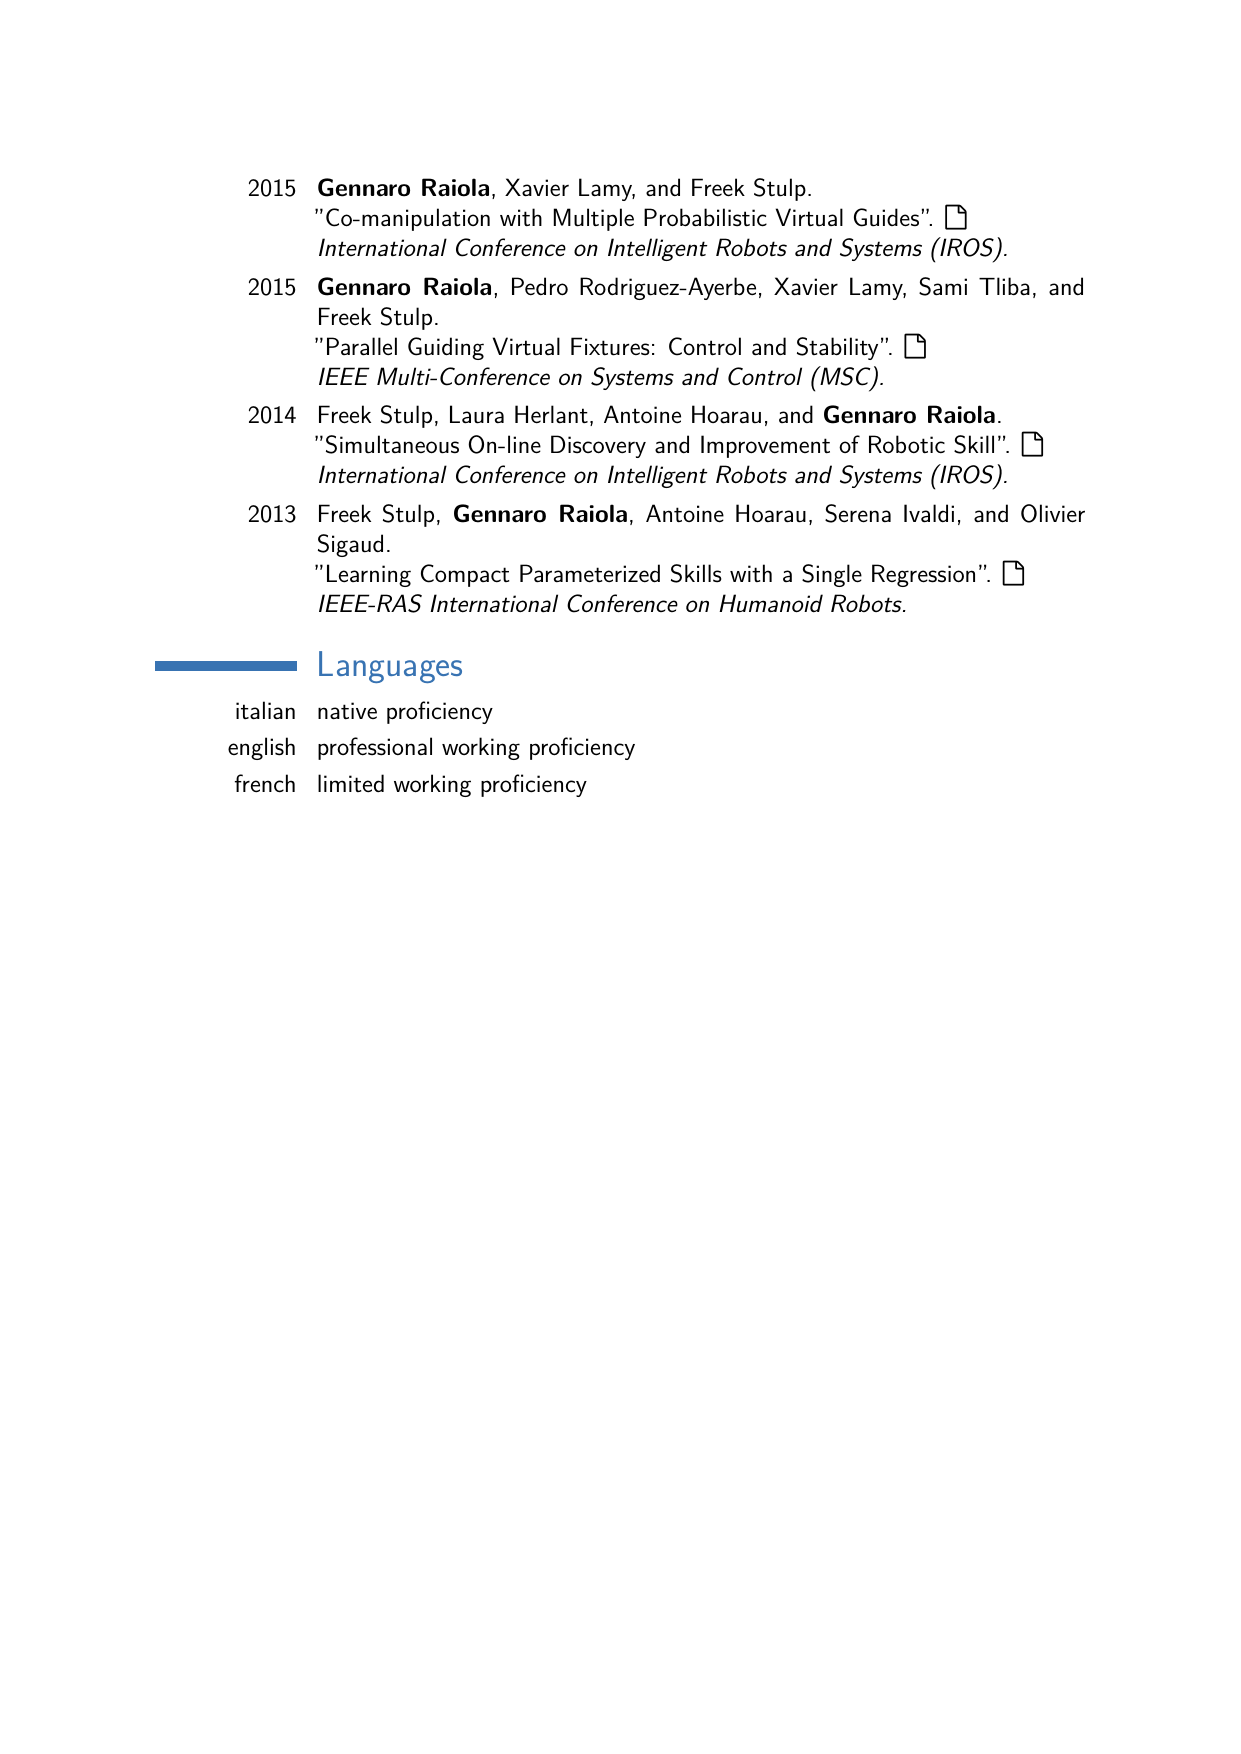 2015 Gennaro Raiola, Xavier Lamy, and Freek Stulp.
”Co-manipulation with Multiple Probabilistic Virtual Guides”.
International Conference on Intelligent Robots and Systems (IROS).
2015 Gennaro Raiola, Pedro Rodriguez-Ayerbe, Xavier Lamy, Sami Tliba, and
Freek Stulp.
”Parallel Guiding Virtual Fixtures: Control and Stability”.
IEEE Multi-Conference on Systems and Control (MSC).
2014 Freek Stulp, Laura Herlant, Antoine Hoarau, and Gennaro Raiola.
”Simultaneous On-line Discovery and Improvement of Robotic Skill”.
International Conference on Intelligent Robots and Systems (IROS).
2013 Freek Stulp, Gennaro Raiola, Antoine Hoarau, Serena Ivaldi, and Olivier
Sigaud.
”Learning Compact Parameterized Skills with a Single Regression”.
IEEE-RAS International Conference on Humanoid Robots.
Languages
italian native proficiency
english professional working proficiency
french limited working proficiency